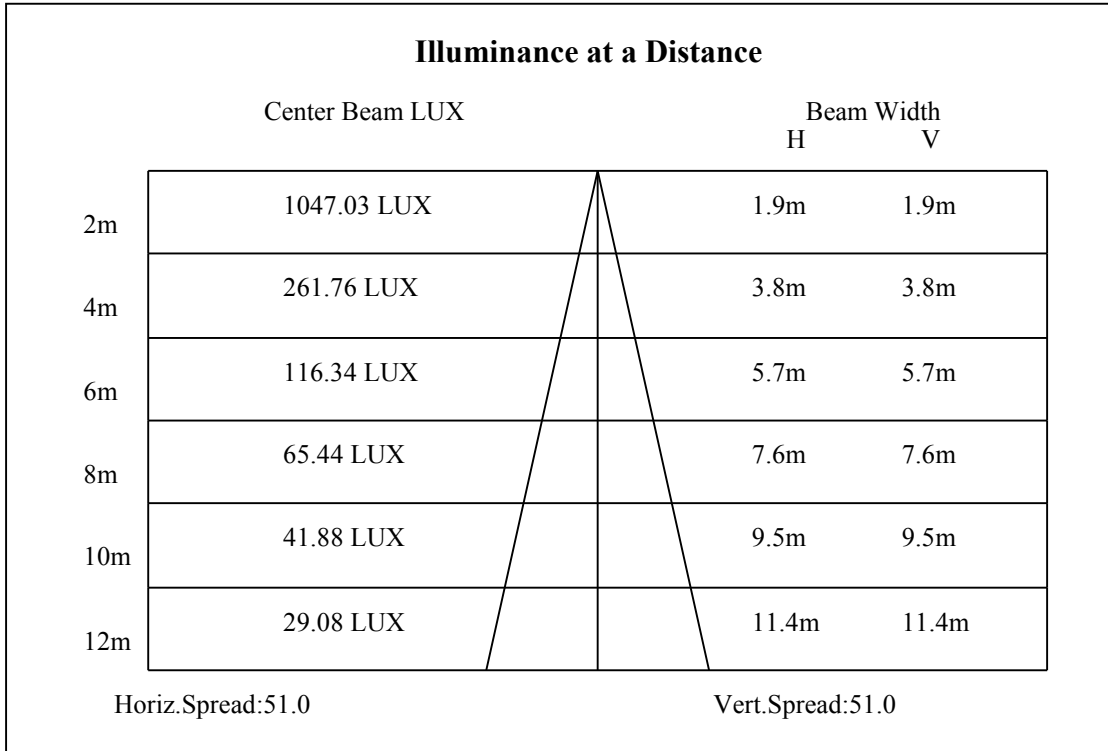 Illuminance at a Distance
Center Beam LUX Beam Width
H V
2m 1047.03 LUX 1.9m 1.9m
4m 261.76 LUX 3.8m 3.8m
6m 116.34 LUX 5.7m 5.7m
8m 65.44 LUX 7.6m 7.6m
10m 41.88 LUX 9.5m 9.5m
12m 29.08 LUX 11.4m 11.4m
Horiz.Spread:51.0 Vert.Spread:51.0